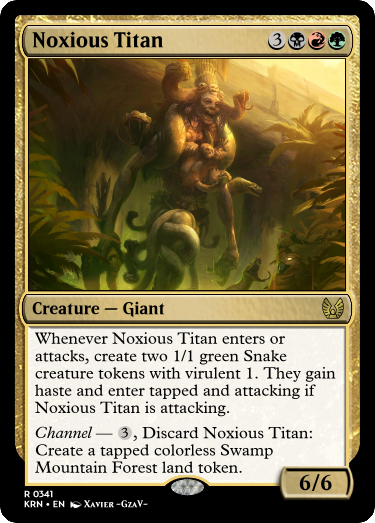 Noxious Titan 3
Creature — Giant
Whenever Noxious Titan enters or
attacks, create two 1/1 green Snake
creature tokens with virulent 1. They gain
haste and enter tapped and attacking if
Noxious Titan is attacking.
Channel — 3, Discard Noxious Titan:
Create a tapped colorless Swamp
Mountain Forest land token.
6/6
R 0341
KRN • EN Xavier ~GzaV~